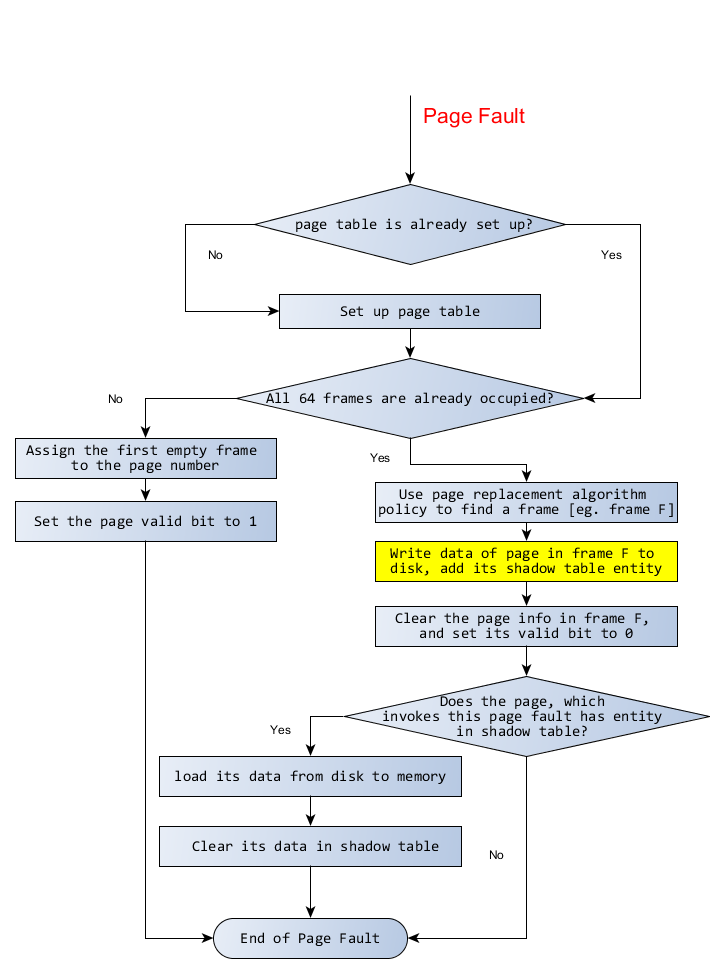 Page Fault
page table is already set up?
No
Yes
Set up page table
All 64 frames are already occupied?
No
Yes
Assign the first empty frame
to the page number
Set the page valid bit to 1
Use page replacement algorithm
policy to find a frame [eg. frame F]
Write data of page in frame F to
disk, add its shadow table entity
Clear the page info in frame F,
and set its valid bit to 0
Does the page, which
invokes this page fault has entity
in shadow table?
Yes
load its data from disk to memory
Clear its data in shadow table
No
End of Page Fault